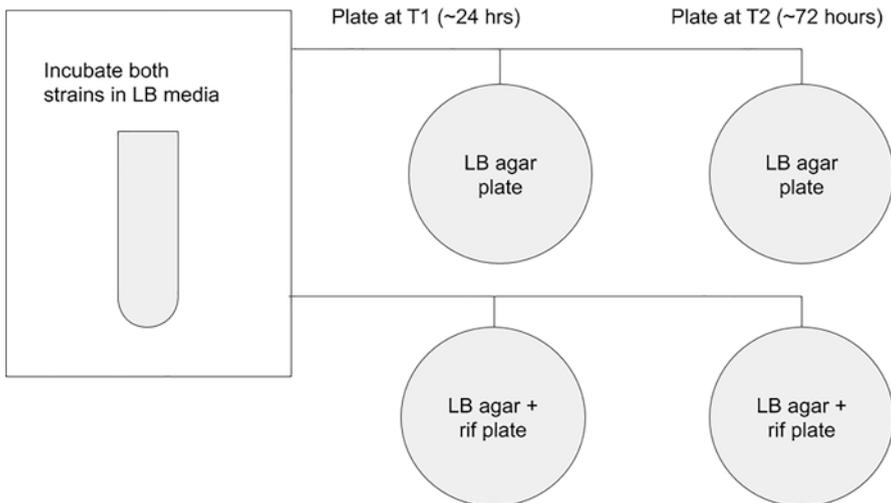 Plate at T1 (~24 hrs)
Plate at T2 (~72 hours)
Incubate both
strains in LB media
LB agar
plate
LB agar
plate
LB agar +
rif plate
LB agar +
rif plate